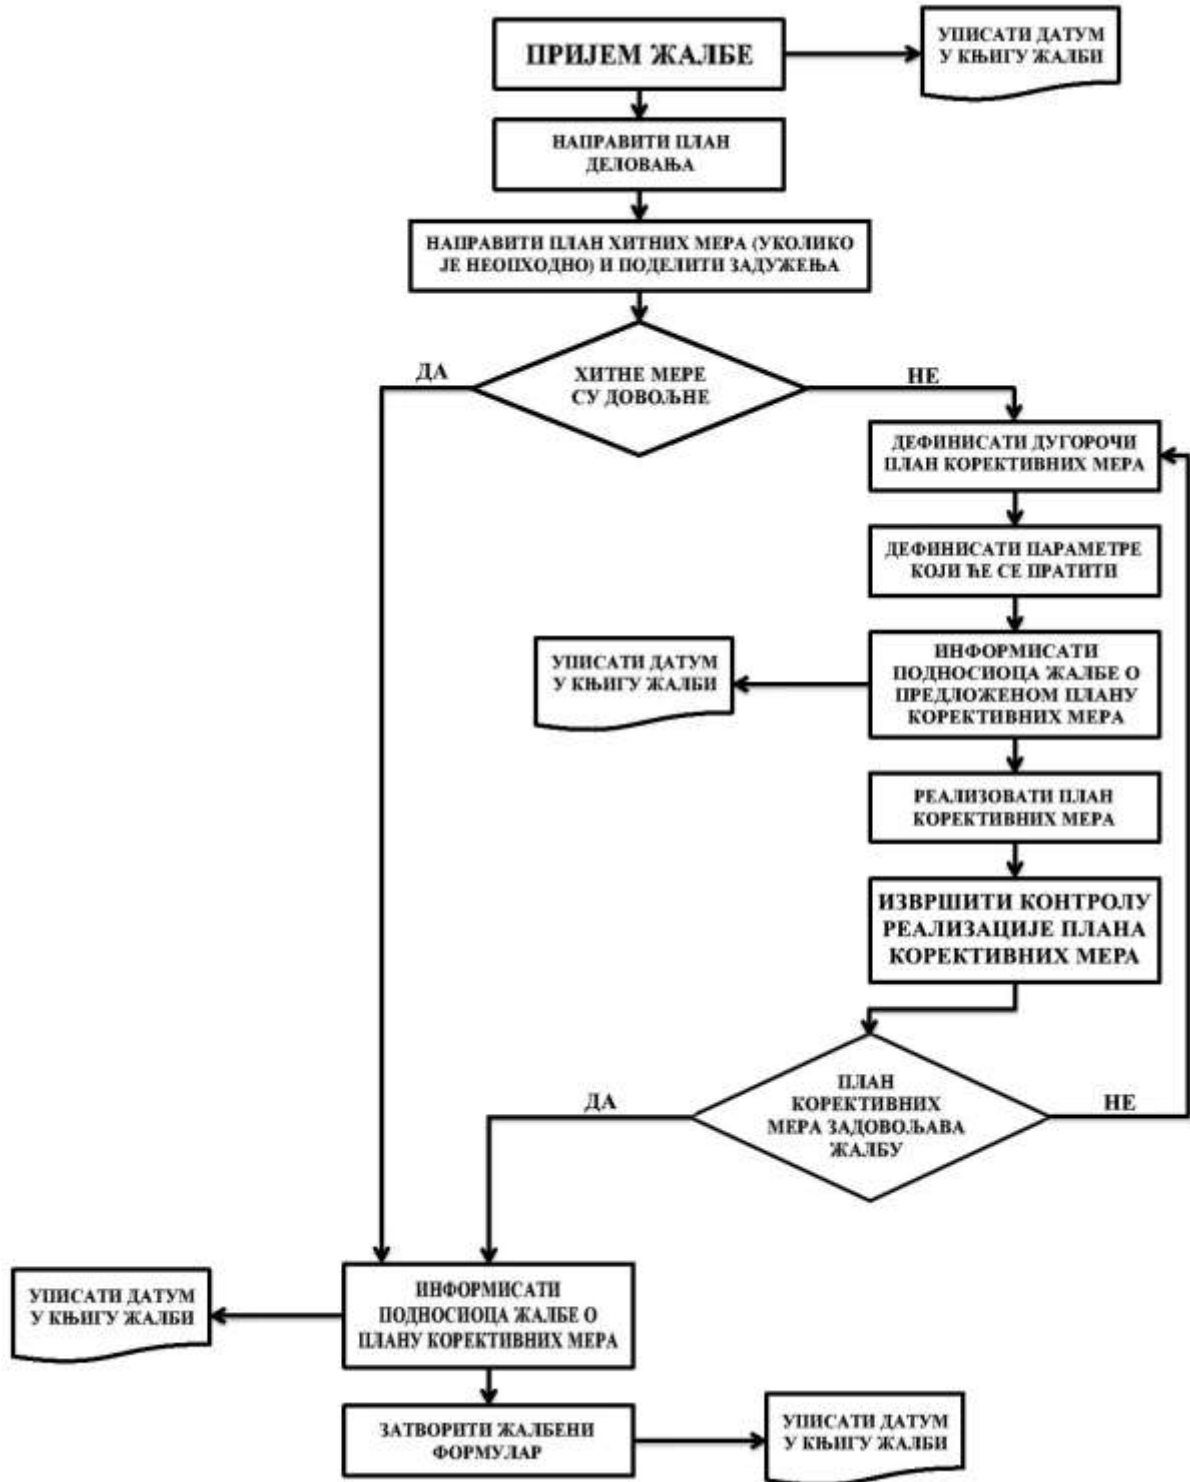 ПРИЈЕМ ЖАЛБЕ
УПИСАТИ ДАТУМ
У КЊИГУ ЖАЛБИ
НАПРАВИТИ ПЛАН
ДЕЛОВАЊА
НАПРАВИТИ ПЛАН ХИТНИХ МЕРА (УКОЛИКО
ЈЕ НЕОПХОДНО) И ПОДЕЛИТИ ЗАДУЖЕЊА
ХИТНЕ МЕРЕ
СУ ДОВОЉНЕ
ДА
НЕ
ДЕФИНИСАТИ ДУГОРОЧИ
ПЛАН КОРЕКТИВНИХ МЕРА
ДЕФИНИСАТИ ПАРАМЕТРЕ
КОЈИ ЋЕ СЕ ПРАТИТИ
ИНФОРМИСАТИ
ПОДНОСИОЦА ЖАЛБЕ О
ПРЕДЛОЖЕНОМ ПЛАНУ
КОРЕКТИВНИХ МЕРА
УПИСАТИ ДАТУМ
У КЊИГУ ЖАЛБИ
РЕАЛИЗОВАТИ ПЛАН
КОРЕКТИВНИХ МЕРА
ИЗВРШИТИ КОНТРОЛУ
РЕАЛИЗАЦИЈЕ ПЛАНА
КОРЕКТИВНИХ МЕРА
ПЛАН
КОРЕКТИВНИХ
МЕРА ЗАДОВОЉАВА
ЖАЛБУ
ДА
НЕ
ИНФОРМИСАТИ
ПОДНОСИОЦА ЖАЛБЕ О
ПЛАНУ КОРЕКТИВНИХ МЕРА
УПИСАТИ ДАТУМ
У КЊИГУ ЖАЛБИ
ЗАТВОРИТИ ЖАЛБЕНИ
ФОРМУЛАР
УПИСАТИ ДАТУМ
У КЊИГУ ЖАЛБИ